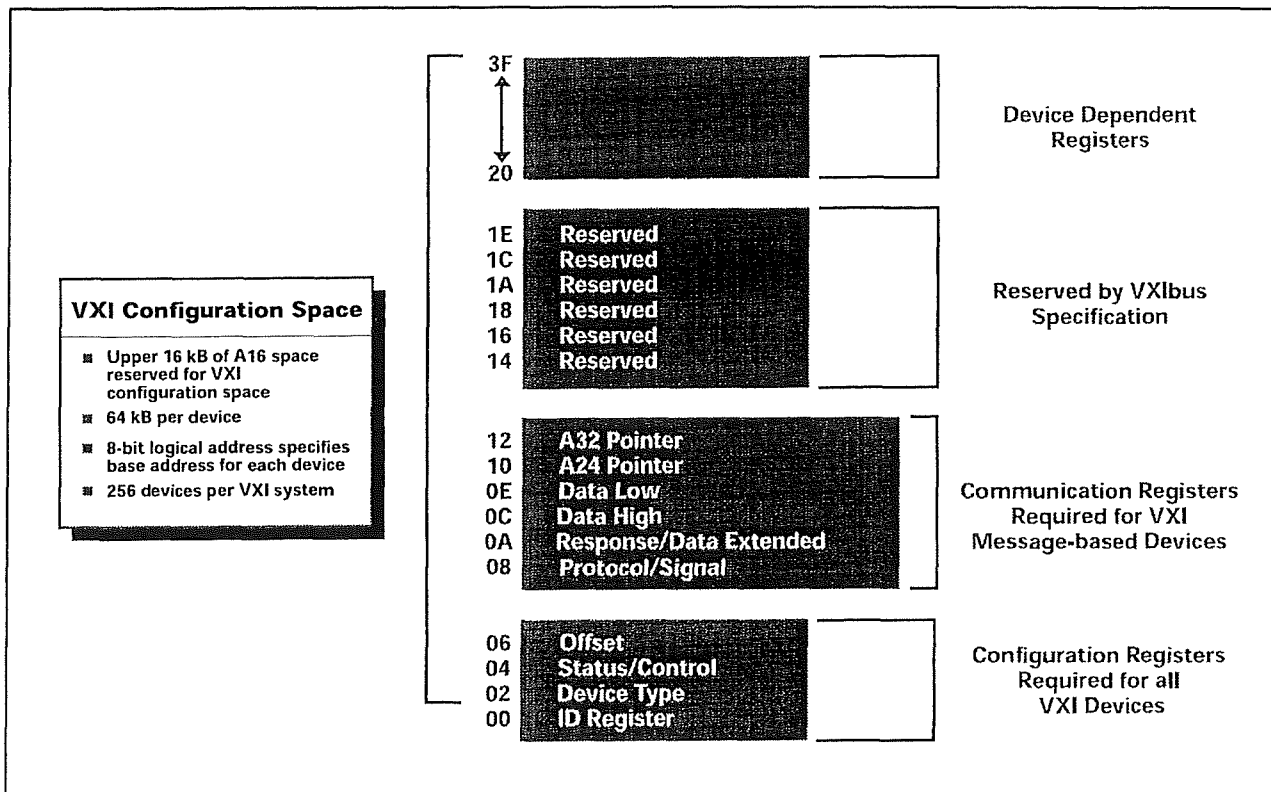 VXI Configuration Space
Upper 16 kB of A16 space
reserved for VXI
configuration space
64 kB per device
8-bit logical address specifies
base address for each device
256 devices per VXI system
3F
20
Device Dependent
Registers
1E Reserved
1C Reserved
1A Reserved
18 Reserved
16 Reserved
14 Reserved
Reserved by VXIbus
Specification
12 A32 Pointer
10 A24 Pointer
0E Data Low
0C Data High
0A Response/Data Extended
08 Protocol/Signal
Communication Registers
Required for VXI
Message-based Devices
06 Offset
04 Status/Control
02 Device Type
00 ID Register
Configuration Registers
Required for all
VXI Devices